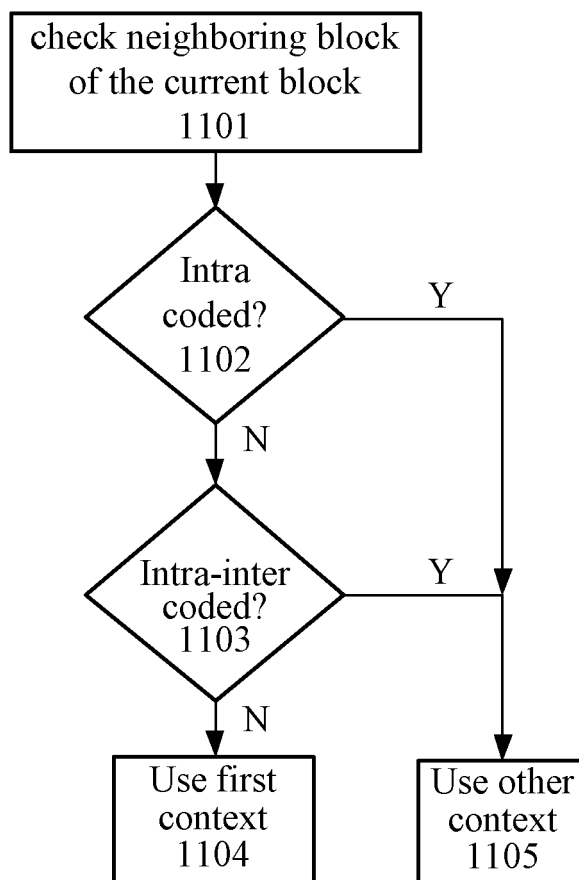 check neighboring block
of the current block
1101
Intra
coded?
1102
Y
N
Intra-inter
coded?
1103
Y
N
Use first
context
1104
Use other
context
1105